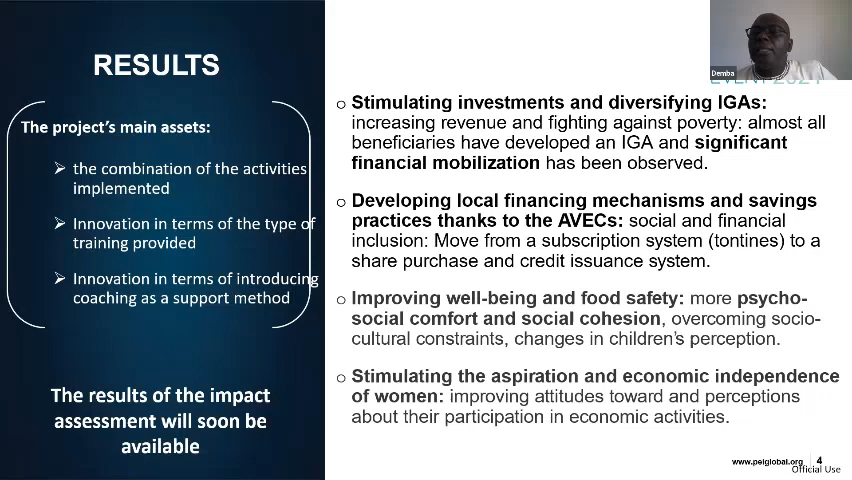 RESULTS
The project's main assets:
➢ the combination of the activities
implemented
➢ Innovation in terms of the type of
training provided
➢ Innovation in terms of introducing
coaching as a support method
The results of the impact
assessment will soon be
available
Demba
EVENT 2021
o Stimulating investments and diversifying IGAs:
increasing revenue and fighting against poverty: almost all
beneficiaries have developed an IGA and significant
financial mobilization has been observed.
o Developing local financing mechanisms and savings
practices thanks to the AVECs: social and financial
inclusion: Move from a subscription system (tontines) to a
share purchase and credit issuance system.
o Improving well-being and food safety: more psycho-
social comfort and social cohesion, overcoming socio-
cultural constraints, changes in children's perception.
o Stimulating the aspiration and economic independence
of women: improving attitudes toward and perceptions
about their participation in economic activities.
www.peiglobal.org 4
Official Use